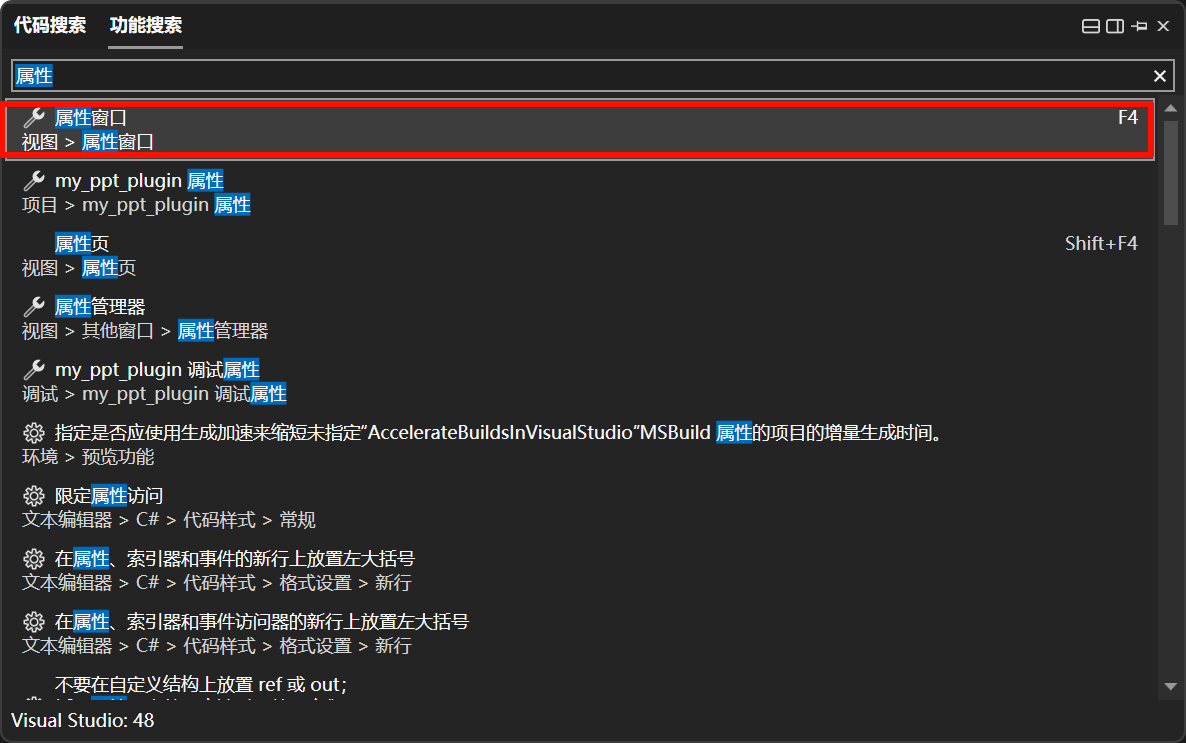 代码搜索 功能搜索
属性
属性窗口 F4
视图 > 属性窗口
my_ppt_plugin 属性
项目 > my_ppt_plugin 属性
属性页 Shift+F4
视图 > 属性页
属性管理器
视图 > 其他窗口 > 属性管理器
my_ppt_plugin 调试属性
调试 > my_ppt_plugin 调试属性
指定是否应使用生成加速来缩短未指定“AccelerateBuildsInVisualStudio”MSBuild 属性的项目的增量生成时间。
环境 > 预览功能
限定属性访问
文本编辑器 > C# > 代码样式 > 常规
在属性、索引器和事件的新行上放置左大括号
文本编辑器 > C# > 代码样式 > 格式设置 > 新行
在属性、索引器和事件访问器的新行上放置左大括号
文本编辑器 > C# > 代码样式 > 格式设置 > 新行
不要在自定义结构上放置 ref 或 out；
Visual Studio: 48